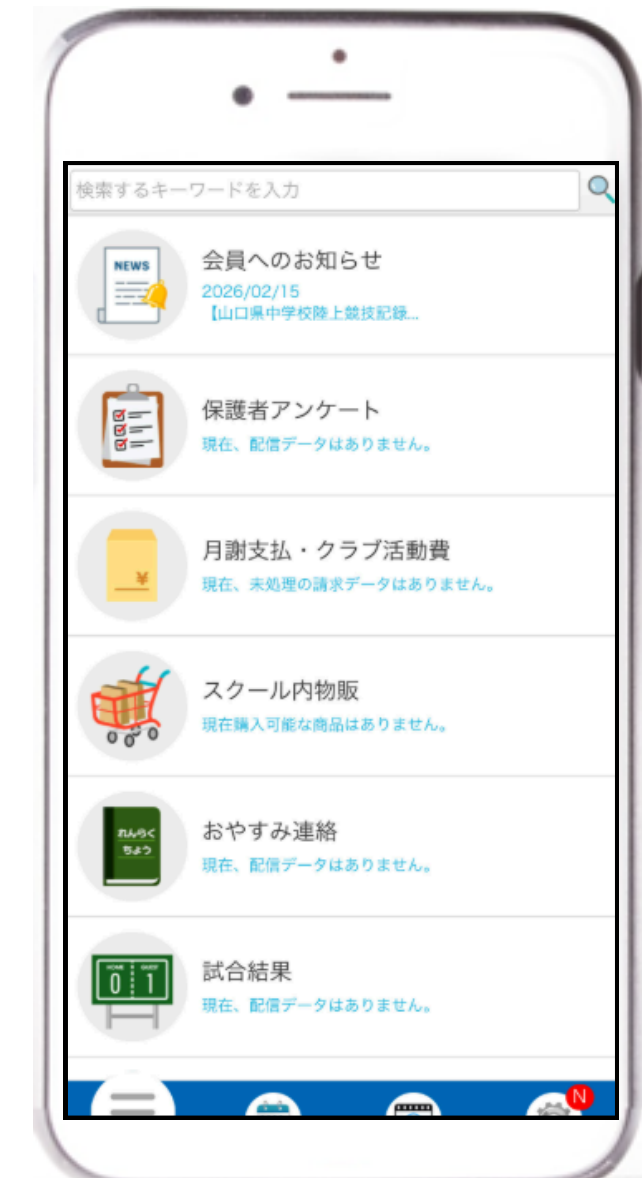 検索するキーワードを入力
NEWS
会員へのお知らせ
2026/02/15
【山口県中学校陸上競技記録...
保護者アンケート
現在、配信データはありません。
¥
月謝支払・クラブ活動費
現在、未処理の請求データはありません。
スクール内物販
現在購入可能な商品はありません。
れんらく
ちょう
おやすみ連絡
現在、配信データはありません。
HOME GUEST
0 1
試合結果
現在、配信データはありません。
N